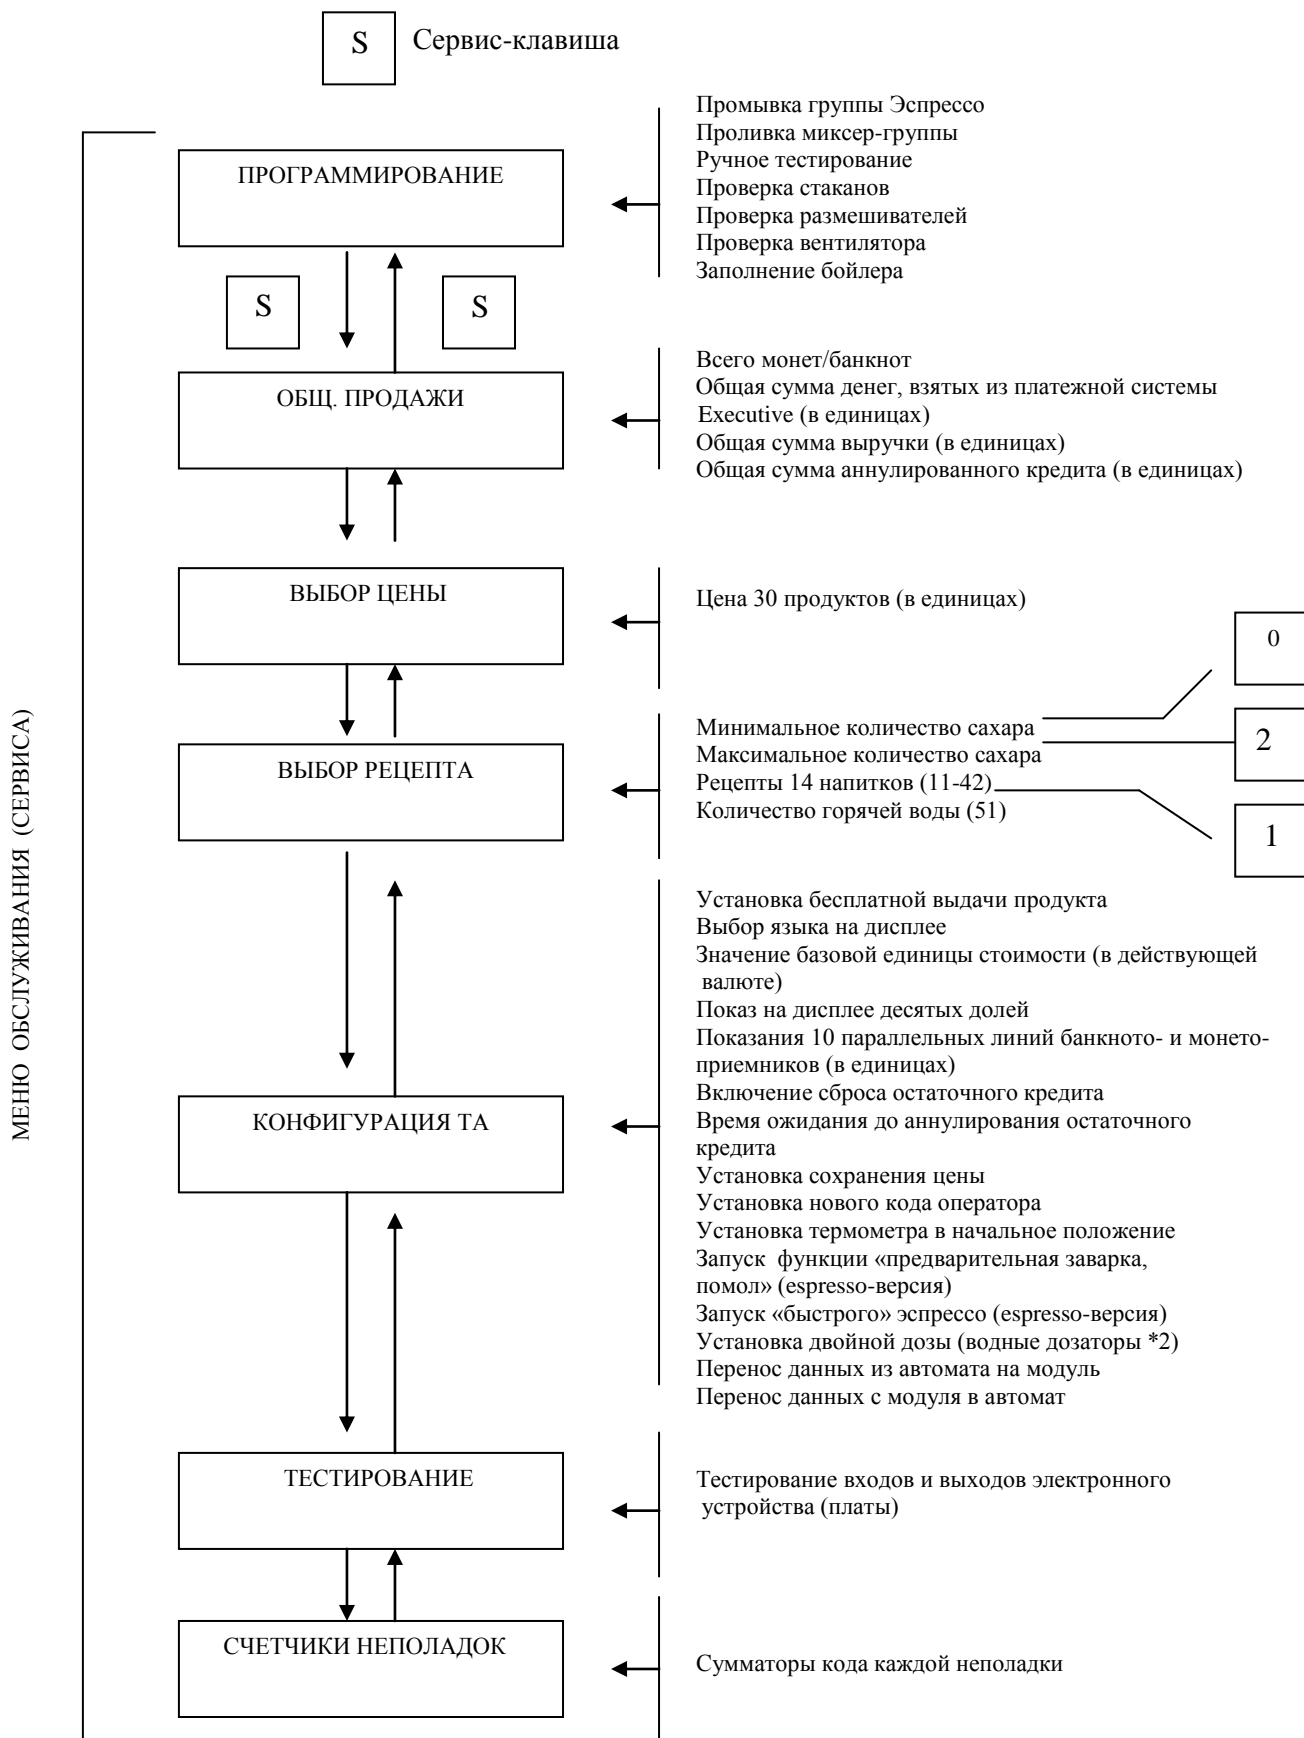 S Сервис-клавиша
МЕНЮ ОБСЛУЖИВАНИЯ (СЕРВИСА)
ПРОГРАММИРОВАНИЕ
Промывка группы Эспрессо
Проливка миксер-группы
Ручное тестирование
Проверка стаканов
Проверка размешивателей
Проверка вентилятора
Заполнение бойлера
S S
ОБЩ. ПРОДАЖИ
Всего монет/банкнот
Общая сумма денег, взятых из платежной системы
Executive (в единицах)
Общая сумма выручки (в единицах)
Общая сумма аннулированного кредита (в единицах)
ВЫБОР ЦЕНЫ
Цена 30 продуктов (в единицах)
0
ВЫБОР РЕЦЕПТА
Минимальное количество сахара
Максимальное количество сахара
2
Рецепты 14 напитков (11-42)
Количество горячей воды (51)
1
КОНФИГУРАЦИЯ ТА
Установка бесплатной выдачи продукта
Выбор языка на дисплее
Значение базовой единицы стоимости (в действующей
валюте)
Показ на дисплее десятых долей
Показания 10 параллельных линий банкното- и монето-
приемников (в единицах)
Включение сброса остаточного кредита
Время ожидания до аннулирования остаточного
кредита
Установка сохранения цены
Установка нового кода оператора
Установка термометра в начальное положение
Запуск функции «предварительная заварка,
помол» (espresso-версия)
Запуск «быстрого» эспрессо (espresso-версия)
Установка двойной дозы (водные дозаторы *2)
Перенос данных из автомата на модуль
Перенос данных с модуля в автомат
ТЕСТИРОВАНИЕ
Тестирование входов и выходов электронного
устройства (платы)
СЧЕТЧИКИ НЕПОЛАДОК
Сумматоры кода каждой неполадки